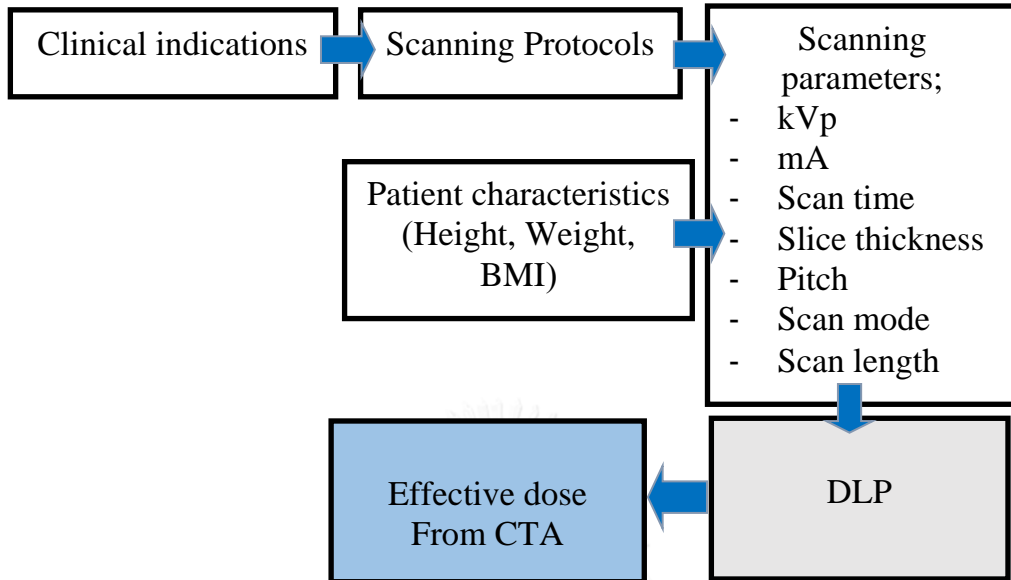 Clinical indications
Scanning Protocols
Scanning
parameters;
- kVp
- mA
- Scan time
- Slice thickness
- Pitch
- Scan mode
- Scan length
Patient characteristics
(Height, Weight,
BMI)
DLP
Effective dose
From CTA